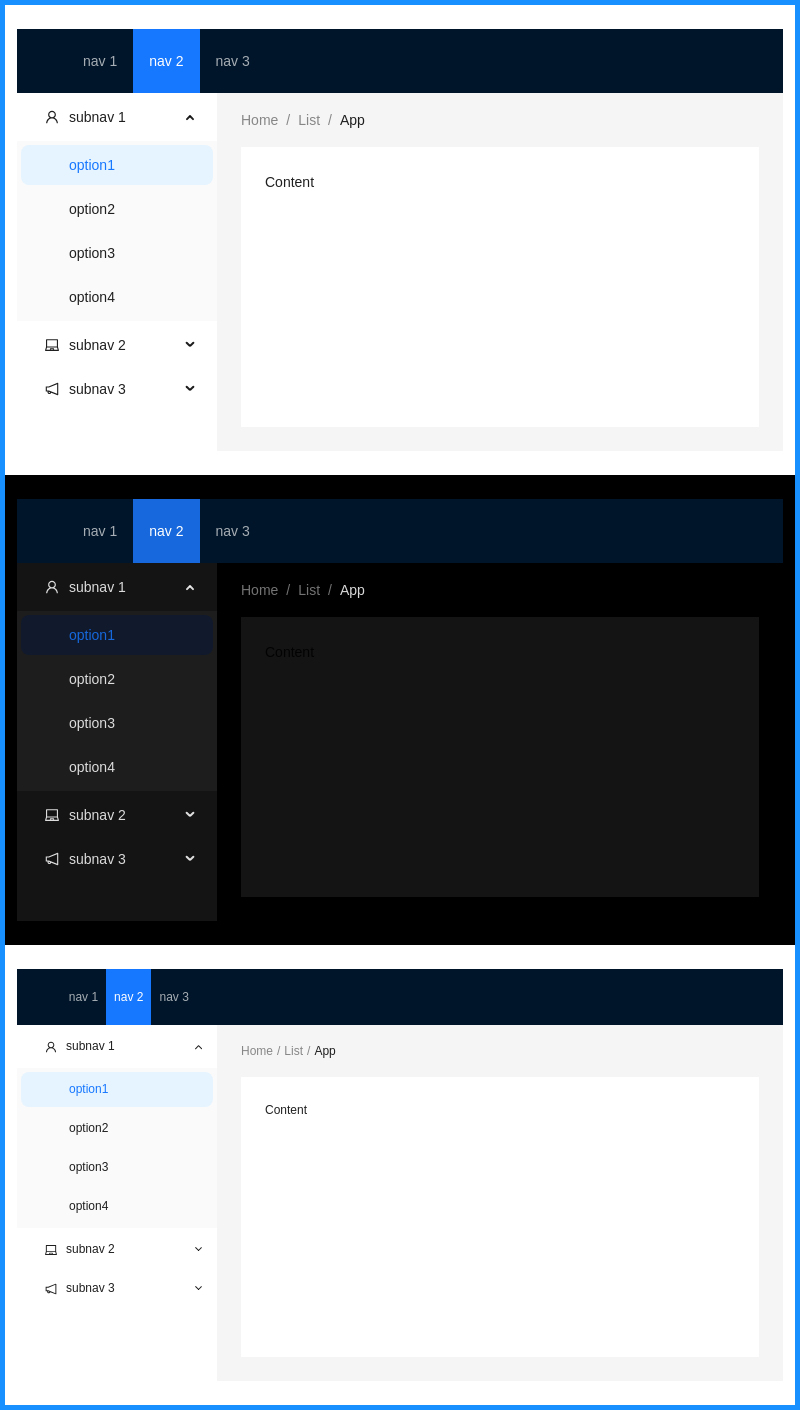 nav 1 nav 2 nav 3
subnav 1
Home / List / App
option1
Content
option2
option3
option4
subnav 2
subnav 3
nav 1 nav 2 nav 3
subnav 1
Home / List / App
option1
Content
option2
option3
option4
subnav 2
subnav 3
nav 1 nav 2 nav 3
subnav 1
Home / List / App
option1
Content
option2
option3
option4
subnav 2
subnav 3